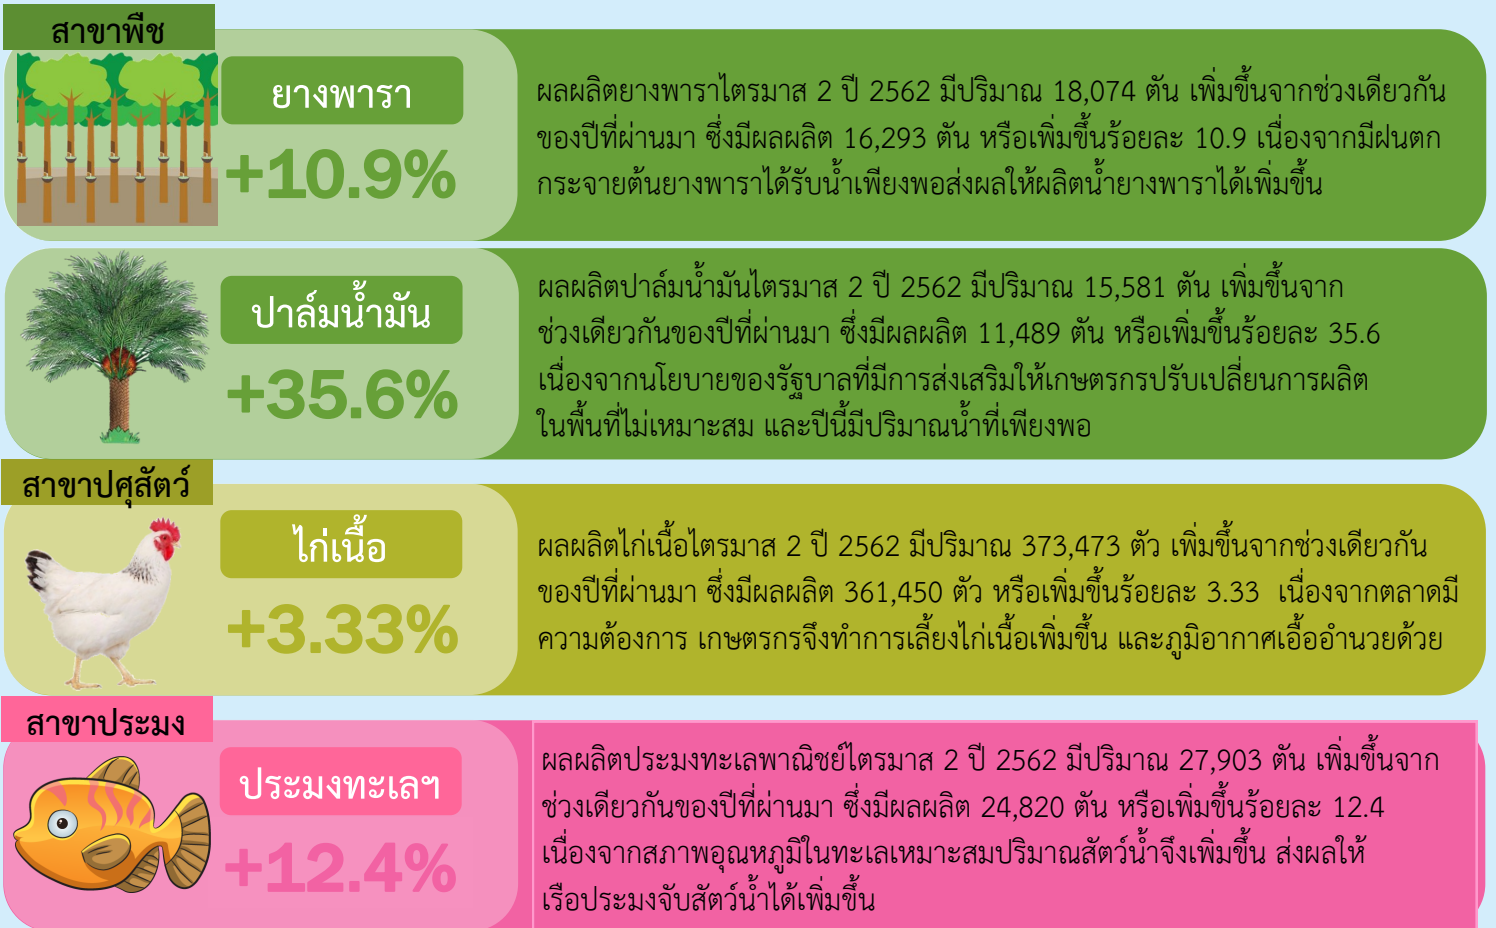 สาขาพืช
ยางพารา
+10.9%
ผลผลิตยางพาราไตรมาส 2 ปี 2562 มีปริมาณ 18,074 ตัน เพิ่มขึ้นจากช่วงเดียวกัน
ของปีที่ผ่านมา ซึ่งมีผลผลิต 16,293 ตัน หรือเพิ่มขึ้นร้อยละ 10.9 เนื่องจากมีฝนตก
กระจายต้นยางพาราได้รับน้ำเพียงพอส่งผลให้ผลิตน้ำยางพาราได้เพิ่มขึ้น
ปาล์มน้ำมัน
+35.6%
ผลผลิตปาล์มน้ำมันไตรมาส 2 ปี 2562 มีปริมาณ 15,581 ตัน เพิ่มขึ้นจาก
ช่วงเดียวกันของปีที่ผ่านมา ซึ่งมีผลผลิต 11,489 ตัน หรือเพิ่มขึ้นร้อยละ 35.6
เนื่องจากนโยบายของรัฐบาลที่มีการส่งเสริมให้เกษตรกรปรับเปลี่ยนการผลิต
ในพื้นที่ไม่เหมาะสม และปีนี้มีปริมาณน้ำที่เพียงพอ
สาขาปศุสัตว์
ไก่เนื้อ
+3.33%
ผลผลิตไก่เนื้อไตรมาส 2 ปี 2562 มีปริมาณ 373,473 ตัว เพิ่มขึ้นจากช่วงเดียวกัน
ของปีที่ผ่านมา ซึ่งมีผลผลิต 361,450 ตัว หรือเพิ่มขึ้นร้อยละ 3.33 เนื่องจากตลาดมี
ความต้องการ เกษตรกรจึงทำการเลี้ยงไก่เนื้อเพิ่มขึ้น และภูมิอากาศเอื้ออำนวยด้วย
สาขาประมง
ประมงทะเลฯ
+12.4%
ผลผลิตประมงทะเลพาณิชย์ไตรมาส 2 ปี 2562 มีปริมาณ 27,903 ตัน เพิ่มขึ้นจาก
ช่วงเดียวกันของปีที่ผ่านมา ซึ่งมีผลผลิต 24,820 ตัน หรือเพิ่มขึ้นร้อยละ 12.4
เนื่องจากสภาพอุณหภูมิในทะเลเหมาะสมปริมาณสัตว์น้ำจึงเพิ่มขึ้น ส่งผลให้
เรือประมงจับสัตว์น้ำได้เพิ่มขึ้น